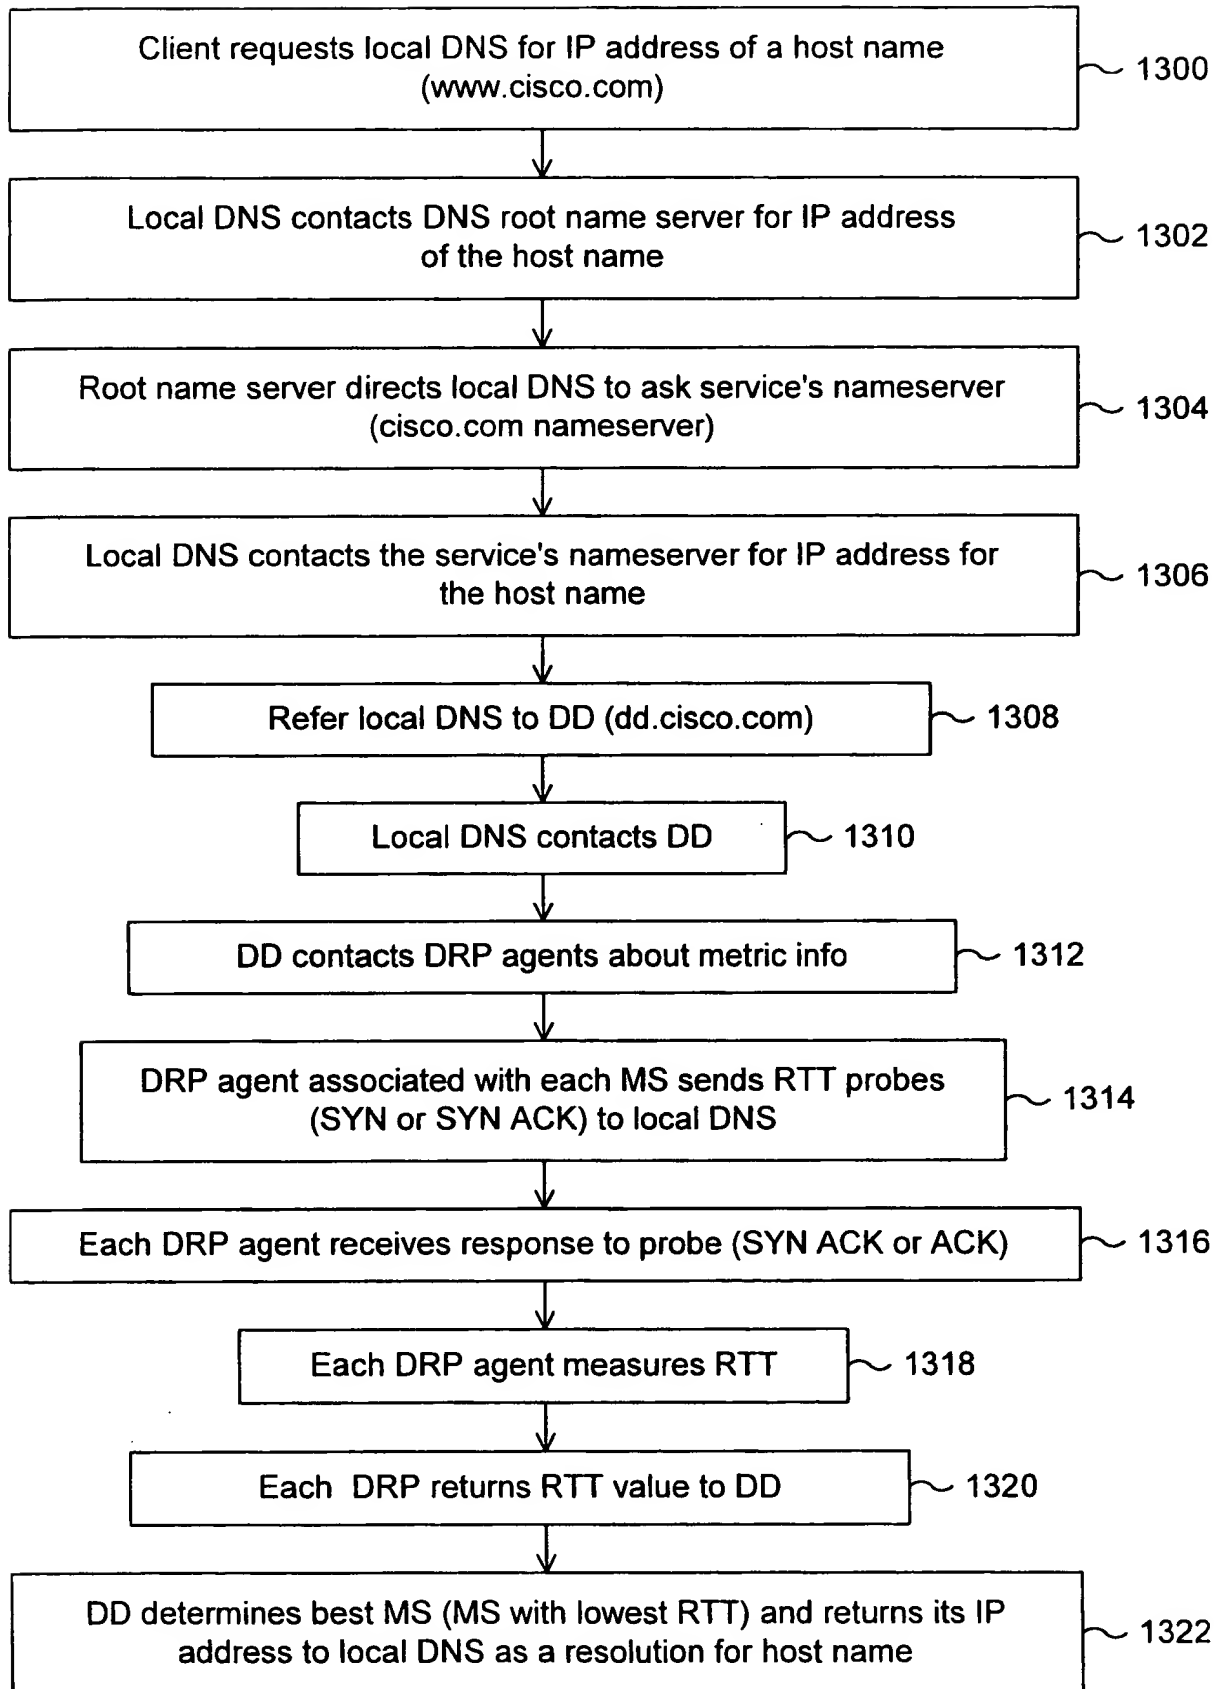 Client requests local DNS for IP address of a host name
(www.cisco.com)
1300
Local DNS contacts DNS root name server for IP address
of the host name
1302
Root name server directs local DNS to ask service's nameserver
(cisco.com nameserver)
1304
Local DNS contacts the service's nameserver for IP address for
the host name
1306
Refer local DNS to DD (dd.cisco.com)
1308
Local DNS contacts DD
1310
DD contacts DRP agents about metric info
1312
DRP agent associated with each MS sends RTT probes
(SYN or SYN ACK) to local DNS
1314
Each DRP agent receives response to probe (SYN ACK or ACK)
1316
Each DRP agent measures RTT
1318
Each DRP returns RTT value to DD
1320
DD determines best MS (MS with lowest RTT) and returns its IP
address to local DNS as a resolution for host name
1322